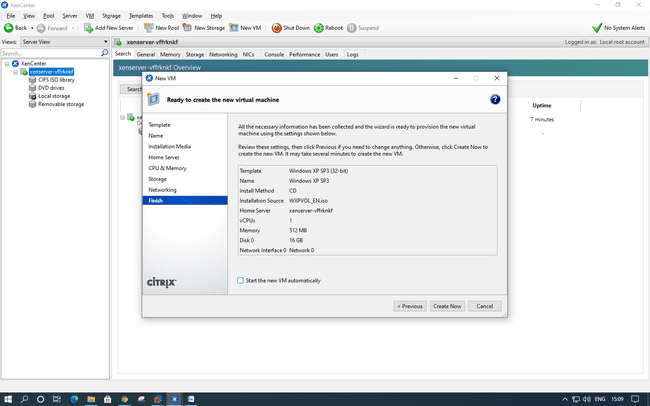 XenCenter
File View Pool Server VM Storage Templates Tools Window Help
Back Forward Add New Server New Pool New Storage New VM Shut Down Reboot Suspend No System Alerts
Views: Server View xenserver-vffrknkf Logged in as: Local root account
Search... Search General Memory Storage Networking NICs Console Performance Users Logs
XenCenter
xenserver-vffrknkf
CIFS ISO library
DVD drives
Local storage
Removable storage
xenserver-vffrknkf Overview
Uptime
7 minutes
-
New VM
Ready to create the new virtual machine
?
Template
Name
Installation Media
Home Server
CPU & Memory
Storage
Networking
Finish
CITRIX
All the necessary information has been collected and the wizard is ready to provision the new virtual
machine using the settings shown below.
Review these settings, then click Previous if you need to change anything. Otherwise, click Create Now to
create the new VM. It may take several minutes to create the new VM.
Template Windows XP SP3 (32-bit)
Name Windows XP SP3
Install Method CD
Installation Source WXPVOL_EN.iso
Home Server xenserver-vffrknkf
vCPUs 1
Memory 512 MB
Disk 0 16 GB
Network Interface 0 Network 0
Start the new VM automatically
< Previous Create Now Cancel
ENG 15:09